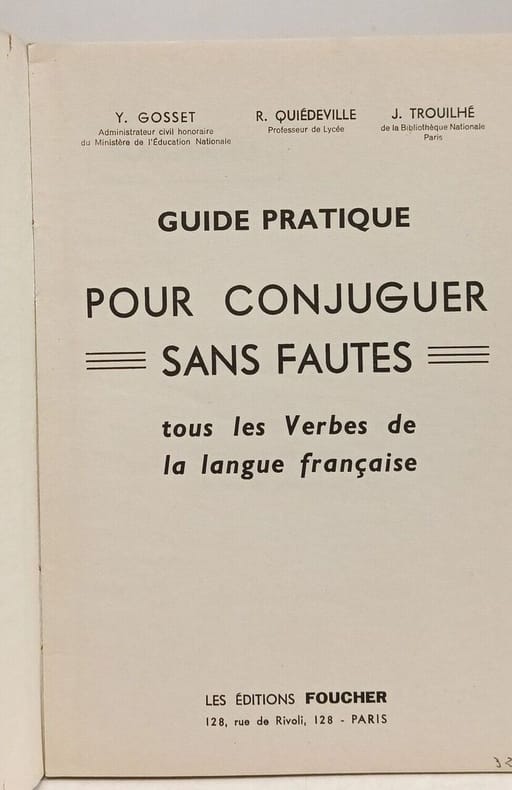 Y. GOSSET
Administrateur civil honoraire
du Ministère de l'Éducation Nationale
R. QUIÉDEVILLE
Professeur de Lycée
J. TROUILHÉ
de la Bibliothèque Nationale
Paris
GUIDE PRATIQUE
POUR CONJUGUER
SANS FAUTES
tous les Verbes de
la langue française
LES ÉDITIONS FOUCHER
128, rue de Rivoli, 128 - PARIS